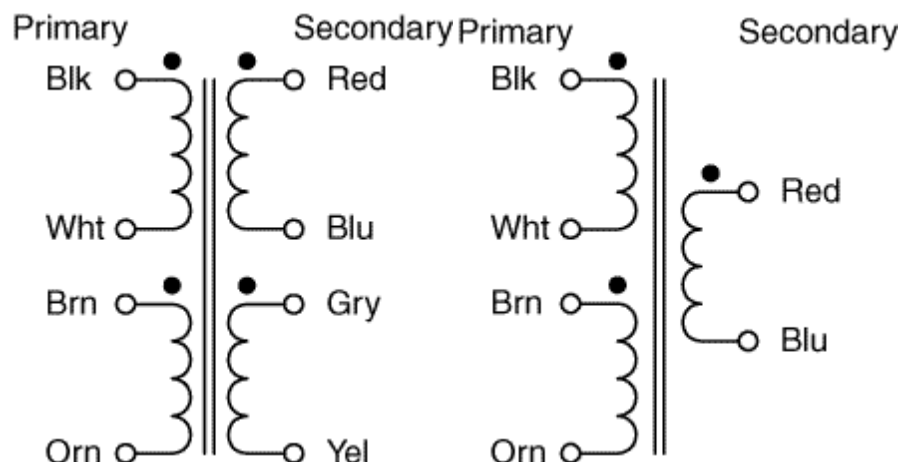 Primary Secondary Primary Secondary
Blk Red Blk
Red
Wht Blu Wht
Brn Gry Brn
Blu
Orn Yel Orn